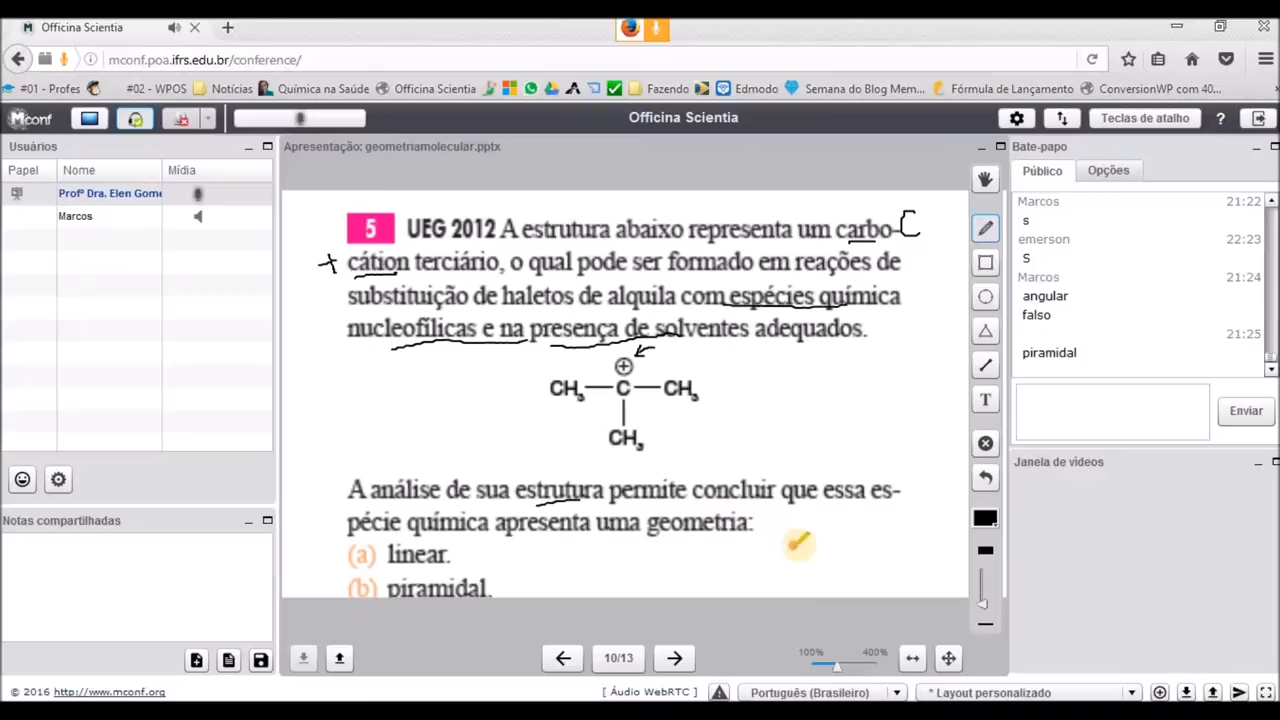 Officina Scientia
mconf.poa.ifrs.edu.br/conference/
#01 - Profes
#02 - WPOS
Notícias
Química na Saúde
Officina Scientia
Fazendo
Edmodo
Semana do Blog Mem...
Fórmula de Lançamento
ConversionWP com 40...
Mconf
Officina Scientia
Teclas de atalho
?
Usuários
Papel Nome Mídia
Profª Dra. Elen Gome
Marcos
Notas compartilhadas
Apresentação: geometriamolecular.pptx
5 UEG 2012 A estrutura abaixo representa um carbo- C
+ cátion terciário, o qual pode ser formado em reações de
substituição de haletos de alquila com espécies química
nucleofílicas e na presença de solventes adequados.
⊕
CH₃—C—CH₃
CH₃
A análise de sua estrutura permite concluir que essa es-
pécie química apresenta uma geometria:
(a) linear.
(b) piramidal.
T
10/13
100% 400%
Bate-papo
Público Opções
Marcos 21:22
s
emerson 22:23
S
Marcos 21:24
angular
falso
21:25
piramidal
Enviar
Janela de vídeos
© 2016 http://www.mconf.org
[ Áudio WebRTC ]
Português (Brasileiro)
* Layout personalizado